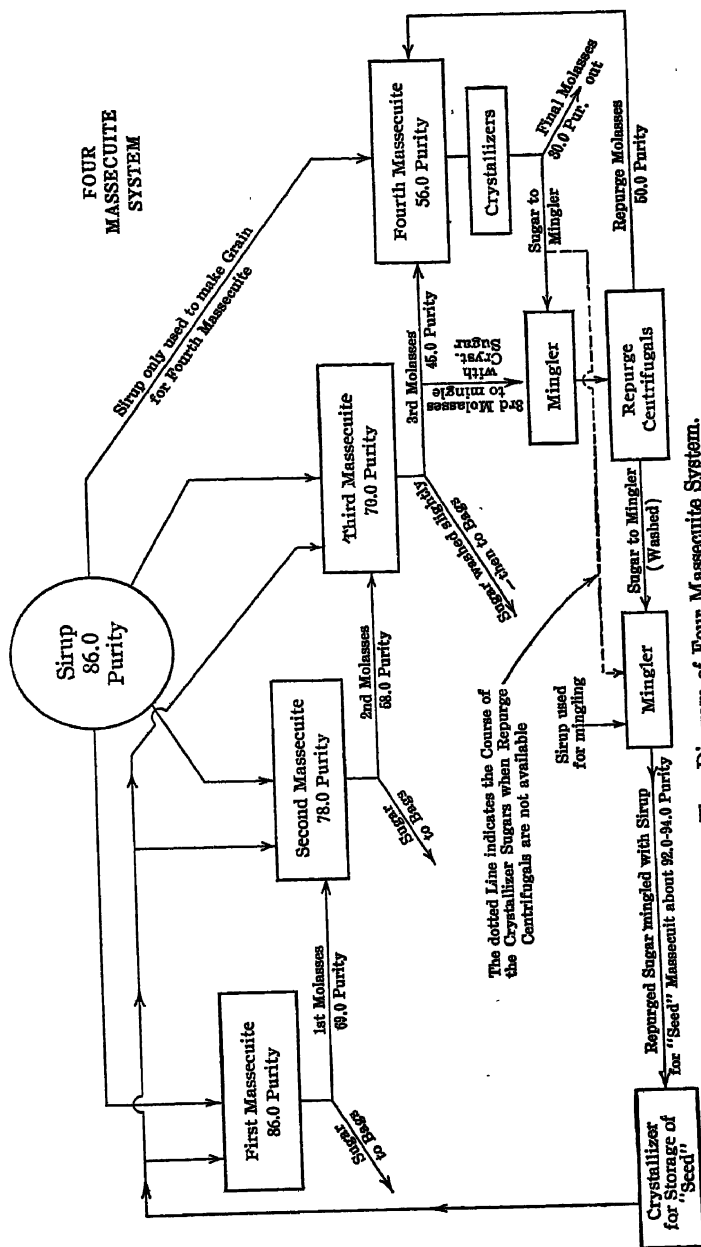 FOUR
MASSECUITE
SYSTEM
Sirup
86.0
Purity
Sirup only used to make Grain
for Fourth Massecuite
First Massecuite
86.0 Purity
Sugar
to Bags
1st Molasses
69.0 Purity
Second Massecuite
78.0 Purity
Sugar
to Bags
2nd Molasses
58.0 Purity
Third Massecuite
70.0 Purity
Sugar washed slightly
—then to Bags
3rd Molasses
45.0 Purity
3rd Molasses
to mingle
with
Cryst.
Sugar
Fourth Massecuite
56.0 Purity
Crystallizers
Final Molasses
30.0 Pur. out
Sugar to
Mingler
Mingler
Repurge
Centrifugals
Repurge Molasses
50.0 Purity
Sugar to Mingler
(Washed)
The dotted Line indicates the Course of
the Crystallizer Sugars when Repurge
Centrifugals are not available
Sirup used
for mingling
Mingler
Repurged Sugar mingled with Sirup
for "Seed" Massecuit about 92.0-94.0 Purity
Crystallizer
for Storage of
"Seed"
Diagram of Four Massecuite System.